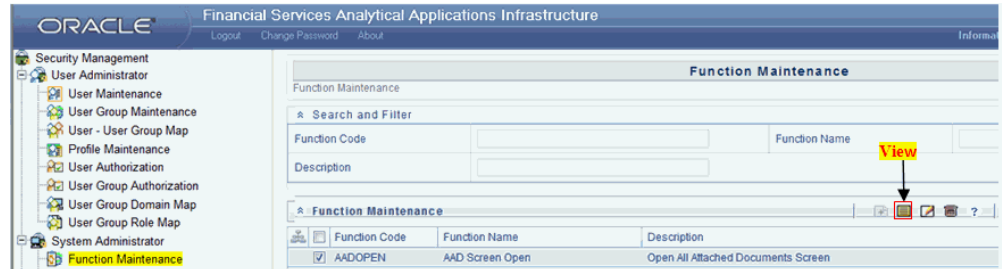 ORACLE
Financial Services Analytical Applications Infrastructure
Logout Change Password About
Informat
Security Management
User Administrator
User Maintenance
User Group Maintenance
User - User Group Map
Profile Maintenance
User Authorization
User Group Authorization
User Group Domain Map
User Group Role Map
System Administrator
Function Maintenance
Function Maintenance
Function Maintenance
Search and Filter
Function Code Function Name
View
Description
Function Maintenance ?
Function Code Function Name Description
AADOPEN AAD Screen Open Open All Attached Documents Screen